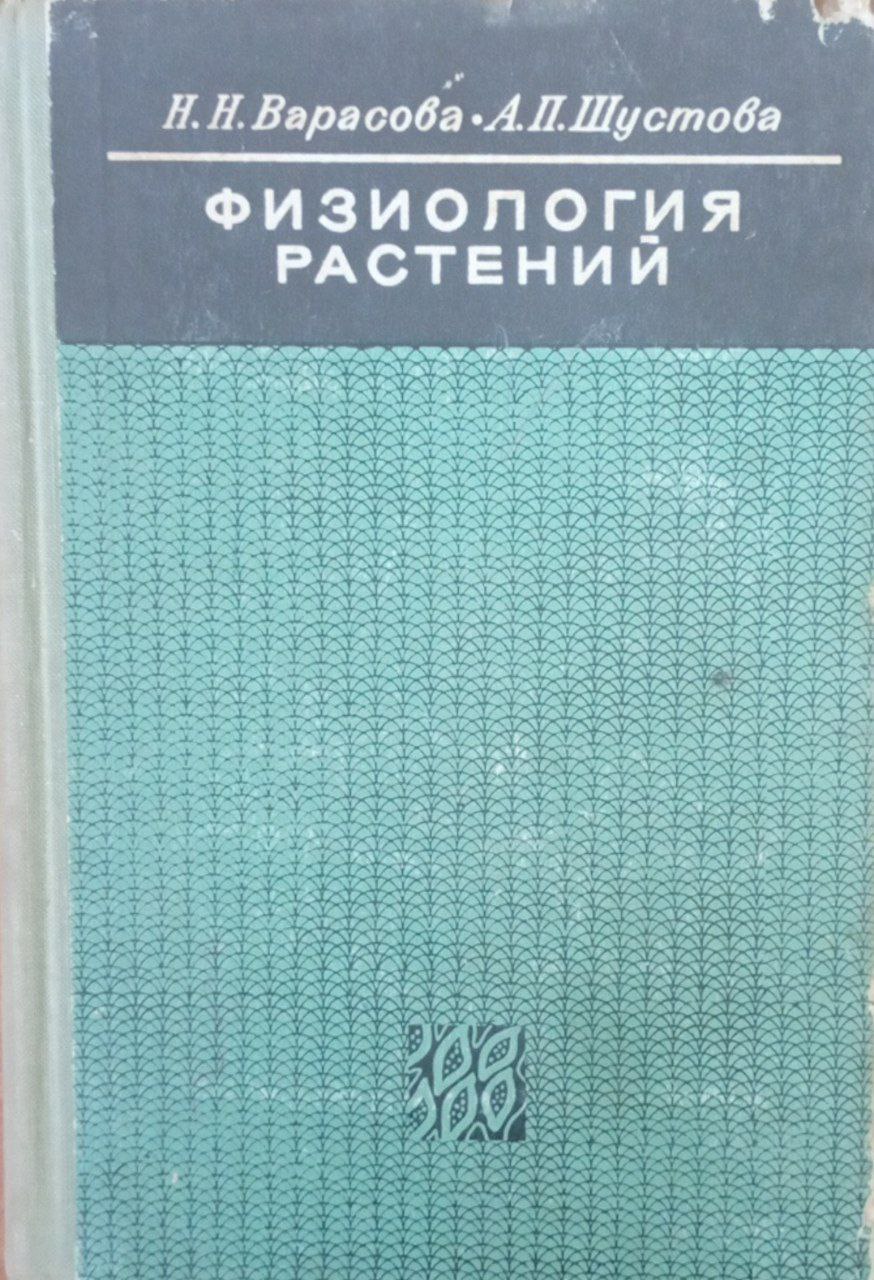 Н. Н. Варасова · А. П. Шустова
ФИЗИОЛОГИЯ
РАСТЕНИЙ